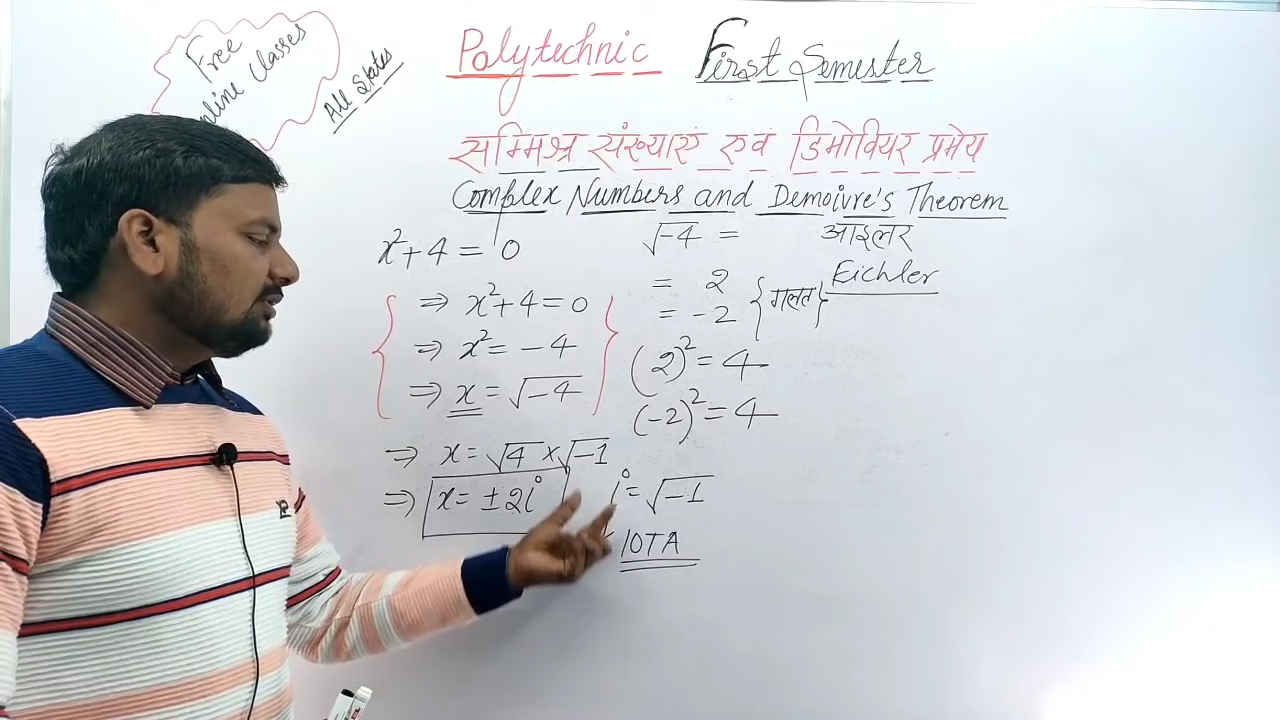 Free
Online Classes
All States
Polytechnic First Semester
सम्मिश्र संख्याएं एवं डिमोवियर प्रमेय
Complex Numbers and Demoivre's Theorem
x²+4 = 0
⇒ x²+4=0
⇒ x² = -4
⇒ x = √-4
⇒ x = √4 × √-1
⇒ x = ±2i
√-4 =
= 2
= -2 {गलत}
(2)² = 4
(-2)² = 4
i = √-1
IOTA
आइलर
Eichler